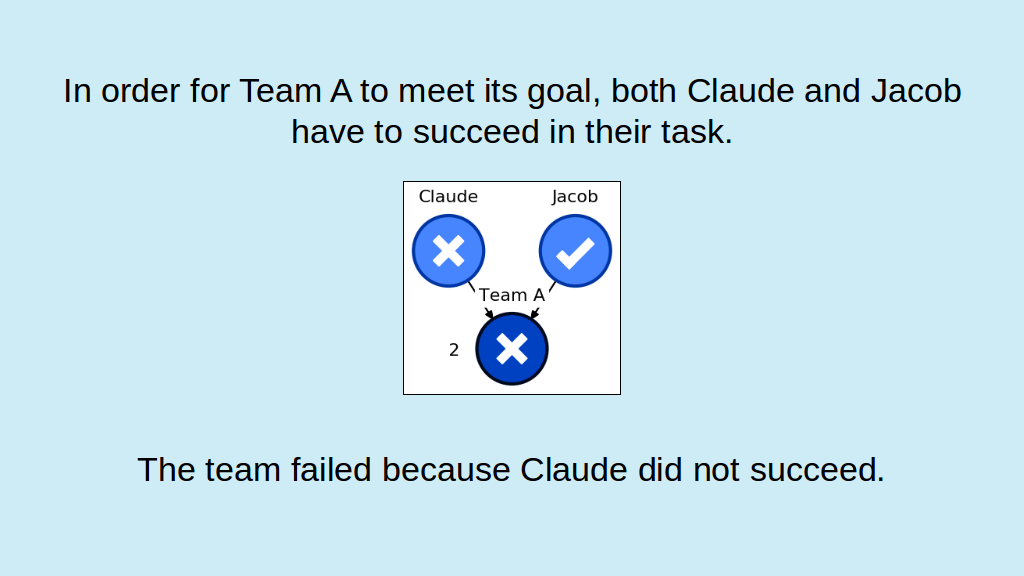 In order for Team A to meet its goal, both Claude and Jacob
have to succeed in their task.
Claude Jacob
Team A
2
The team failed because Claude did not succeed.